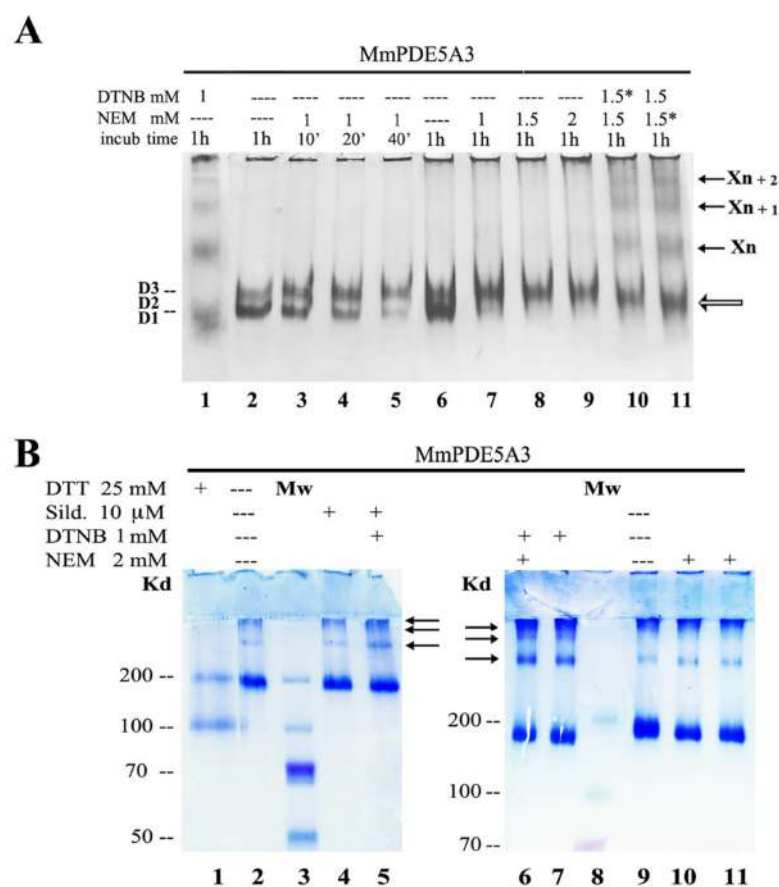 A
MmPDE5A3
DTNB mM 1 ---- ---- ---- ---- ---- ---- ---- ---- 1.5* 1.5
NEM mM ---- ---- 1 1 1 ---- 1 1.5 2 1.5 1.5*
incub time 1h 1h 10' 20' 40' 1h 1h 1h 1h 1h 1h
Xn + 2
Xn + 1
Xn
D3 --
D2
D1 --
1 2 3 4 5 6 7 8 9 10 11
B
MmPDE5A3
DTT 25 mM + --- Mw Mw
Sild. 10 µM --- + + ---
DTNB 1 mM --- + + + ---
NEM 2 mM --- + --- + +
Kd Kd
200 --
100 --
70 --
50 --
200 --
100 --
70 --
1 2 3 4 5 6 7 8 9 10 11